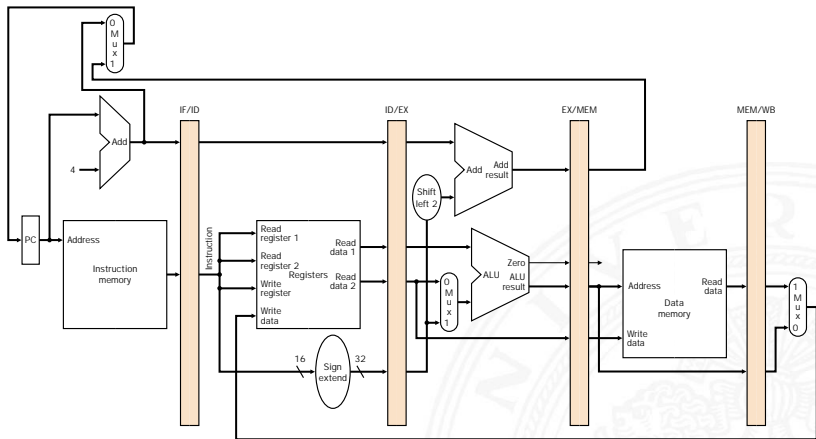 0
M
u
x
1
IF/ID
ID/EX
EX/MEM
MEM/WB
Add
4
Add
Add
result
Shift
left 2
PC
Address
Instruction
memory
Instruction
Read
register 1
Read
register 2
Write
register
Write
data
Registers
Read
data 1
Read
data 2
0
M
u
x
1
Zero
ALU
ALU
result
Address
Write
data
Data
memory
Read
data
1
M
u
x
0
16
Sign
extend
32
N
I
V
E
R